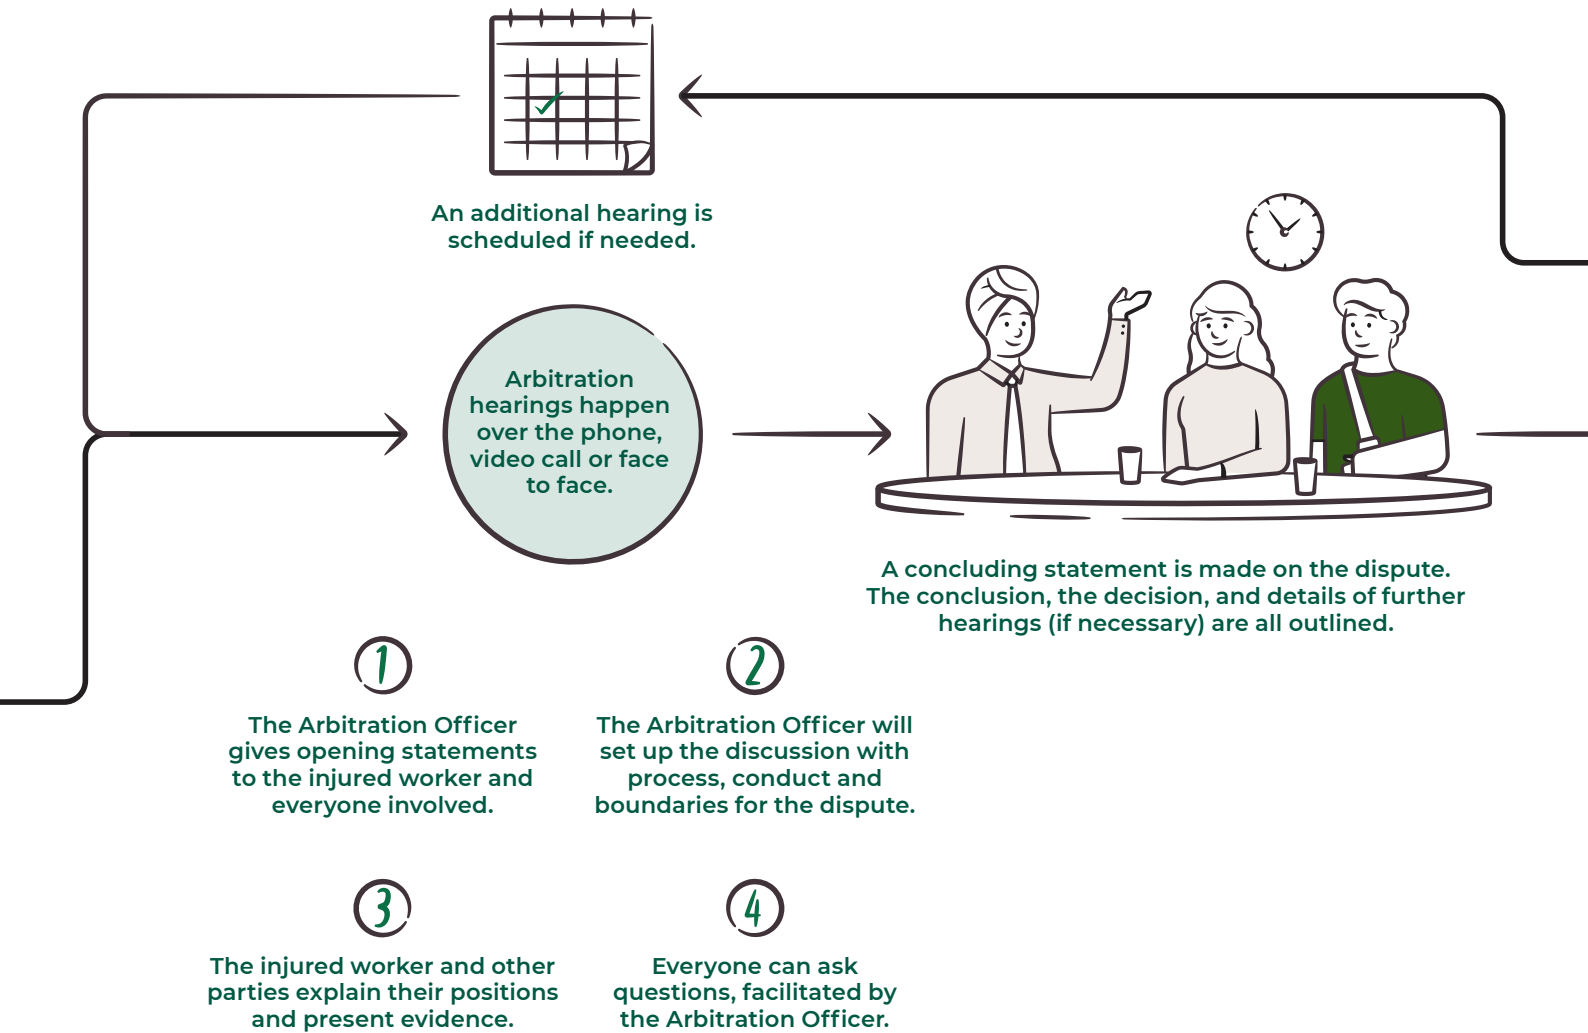 An additional hearing is
scheduled if needed.
Arbitration
hearings happen
over the phone,
video call or face
to face.
A concluding statement is made on the dispute.
The conclusion, the decision, and details of further
hearings (if necessary) are all outlined.
1
The Arbitration Officer
gives opening statements
to the injured worker and
everyone involved.
2
The Arbitration Officer will
set up the discussion with
process, conduct and
boundaries for the dispute.
3
The injured worker and other
parties explain their positions
and present evidence.
4
Everyone can ask
questions, facilitated by
the Arbitration Officer.